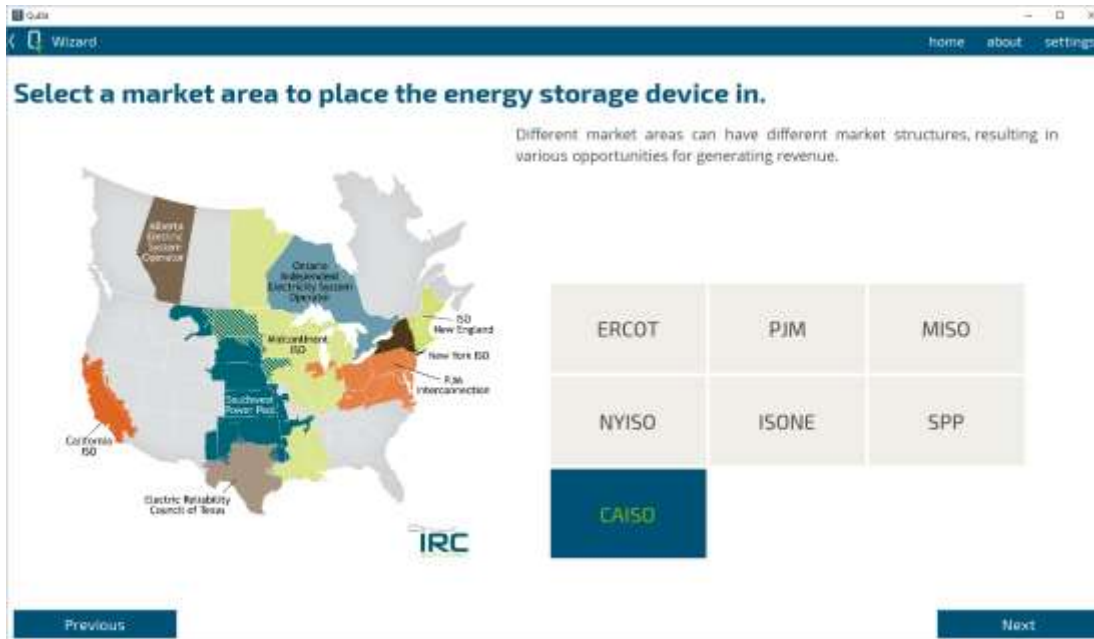 QuESt
Wizard
home about settings
Select a market area to place the energy storage device in.
Different market areas can have different market structures, resulting in
various opportunities for generating revenue.
Alberta
Electric
System
Operator
Ontario
Independent
Electricity System
Operator
ISO
New England
Midcontinent
ISO
New York ISO
PJM
Interconnection
Southwest
Power Pool
California
ISO
Electric Reliability
Council of Texas
IRC
ERCOT PJM MISO
NYISO ISONE SPP
CAISO
Previous Next